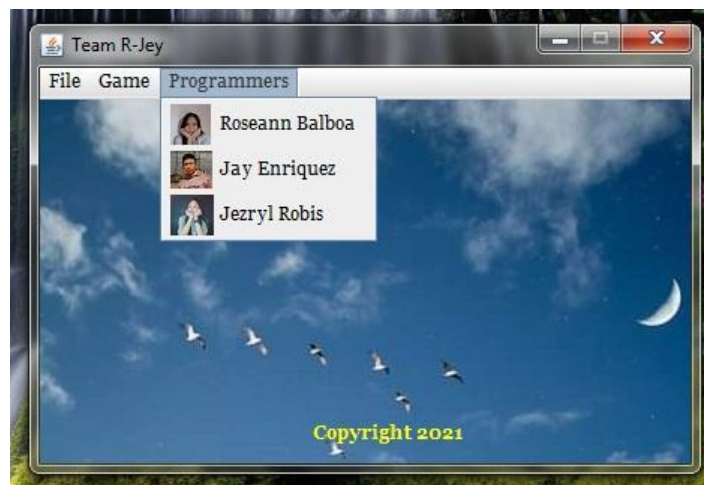 Team R-Jey
File Game Programmers
Roseann Balboa
Jay Enriquez
Jezryl Robis
Copyright 2021